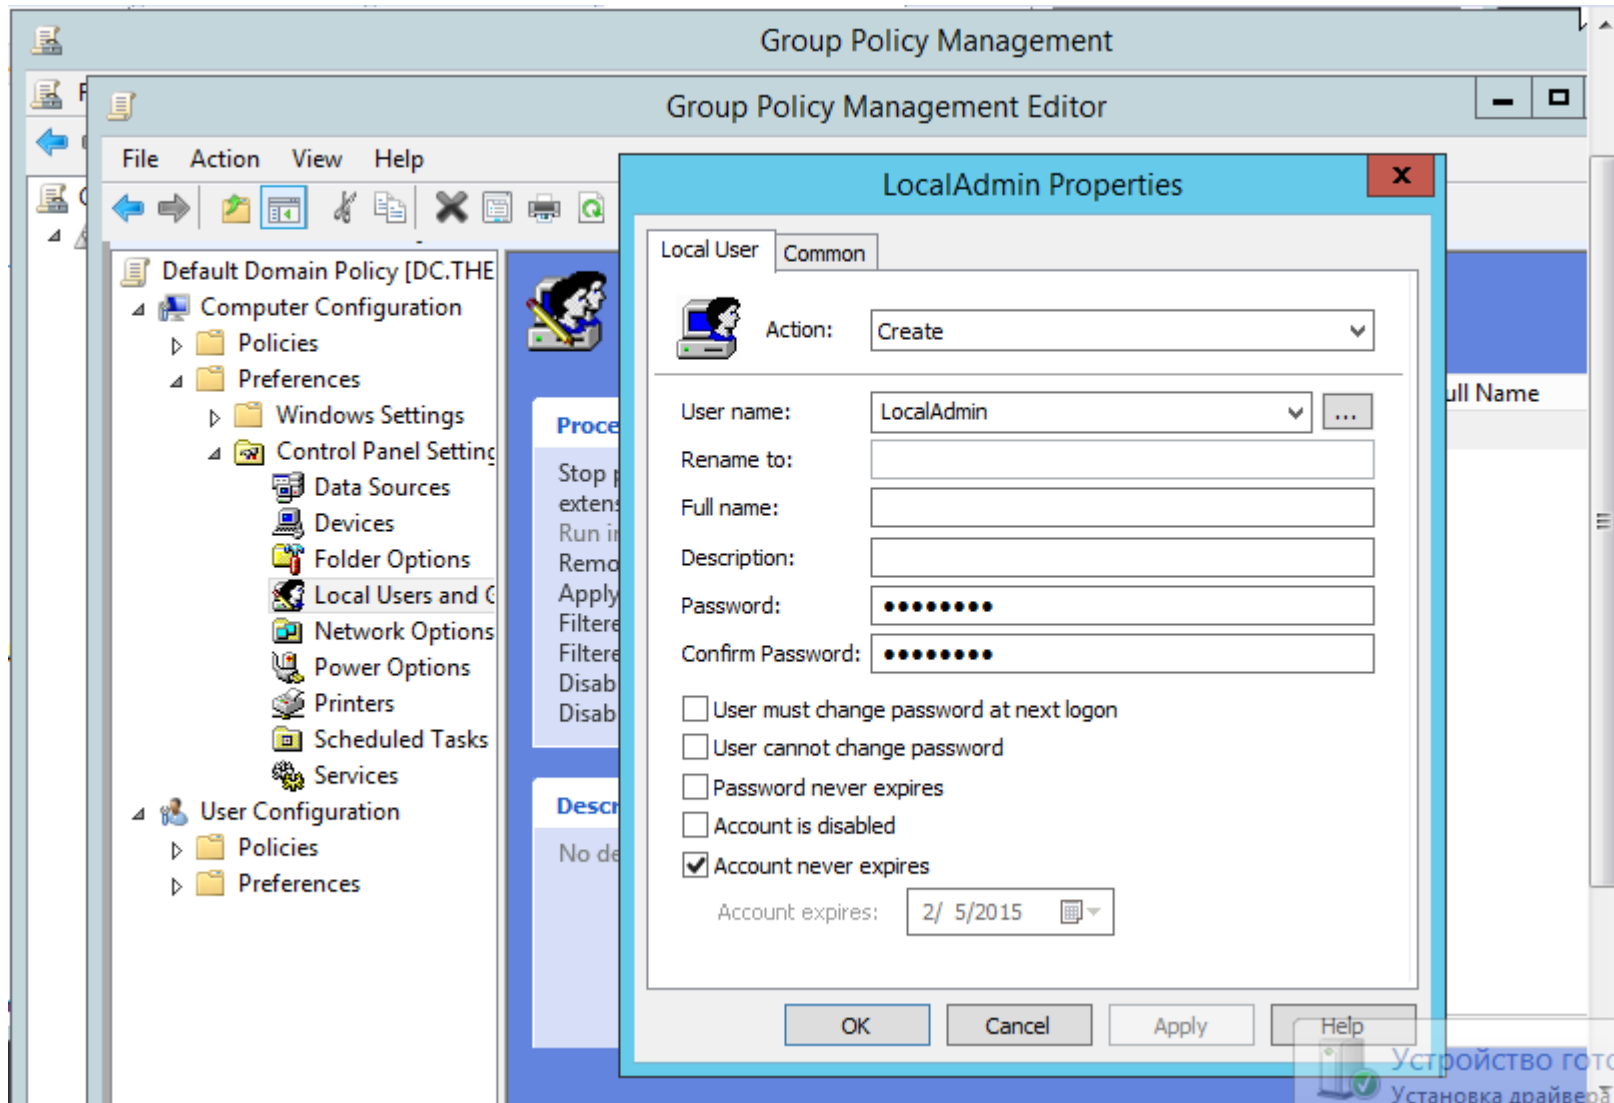 Group Policy Management
Group Policy Management Editor
File Action View Help
Default Domain Policy [DC.THE
Computer Configuration
Policies
Preferences
Windows Settings
Control Panel Setting
Data Sources
Devices
Folder Options
Local Users and G
Network Options
Power Options
Printers
Scheduled Tasks
Services
User Configuration
Policies
Preferences
Proce
Stop p
extens
Run in
Remo
Apply
Filtere
Filtere
Disab
Disab
Descr
No de
ull Name
LocalAdmin Properties
x
Local User Common
Action: Create
User name: LocalAdmin ...
Rename to:
Full name:
Description:
Password: ●●●●●●●●
Confirm Password: ●●●●●●●●
User must change password at next logon
User cannot change password
Password never expires
Account is disabled
Account never expires
Account expires: 2/ 5/2015
OK Cancel Apply Help
Устройство гото
Установка драйвера